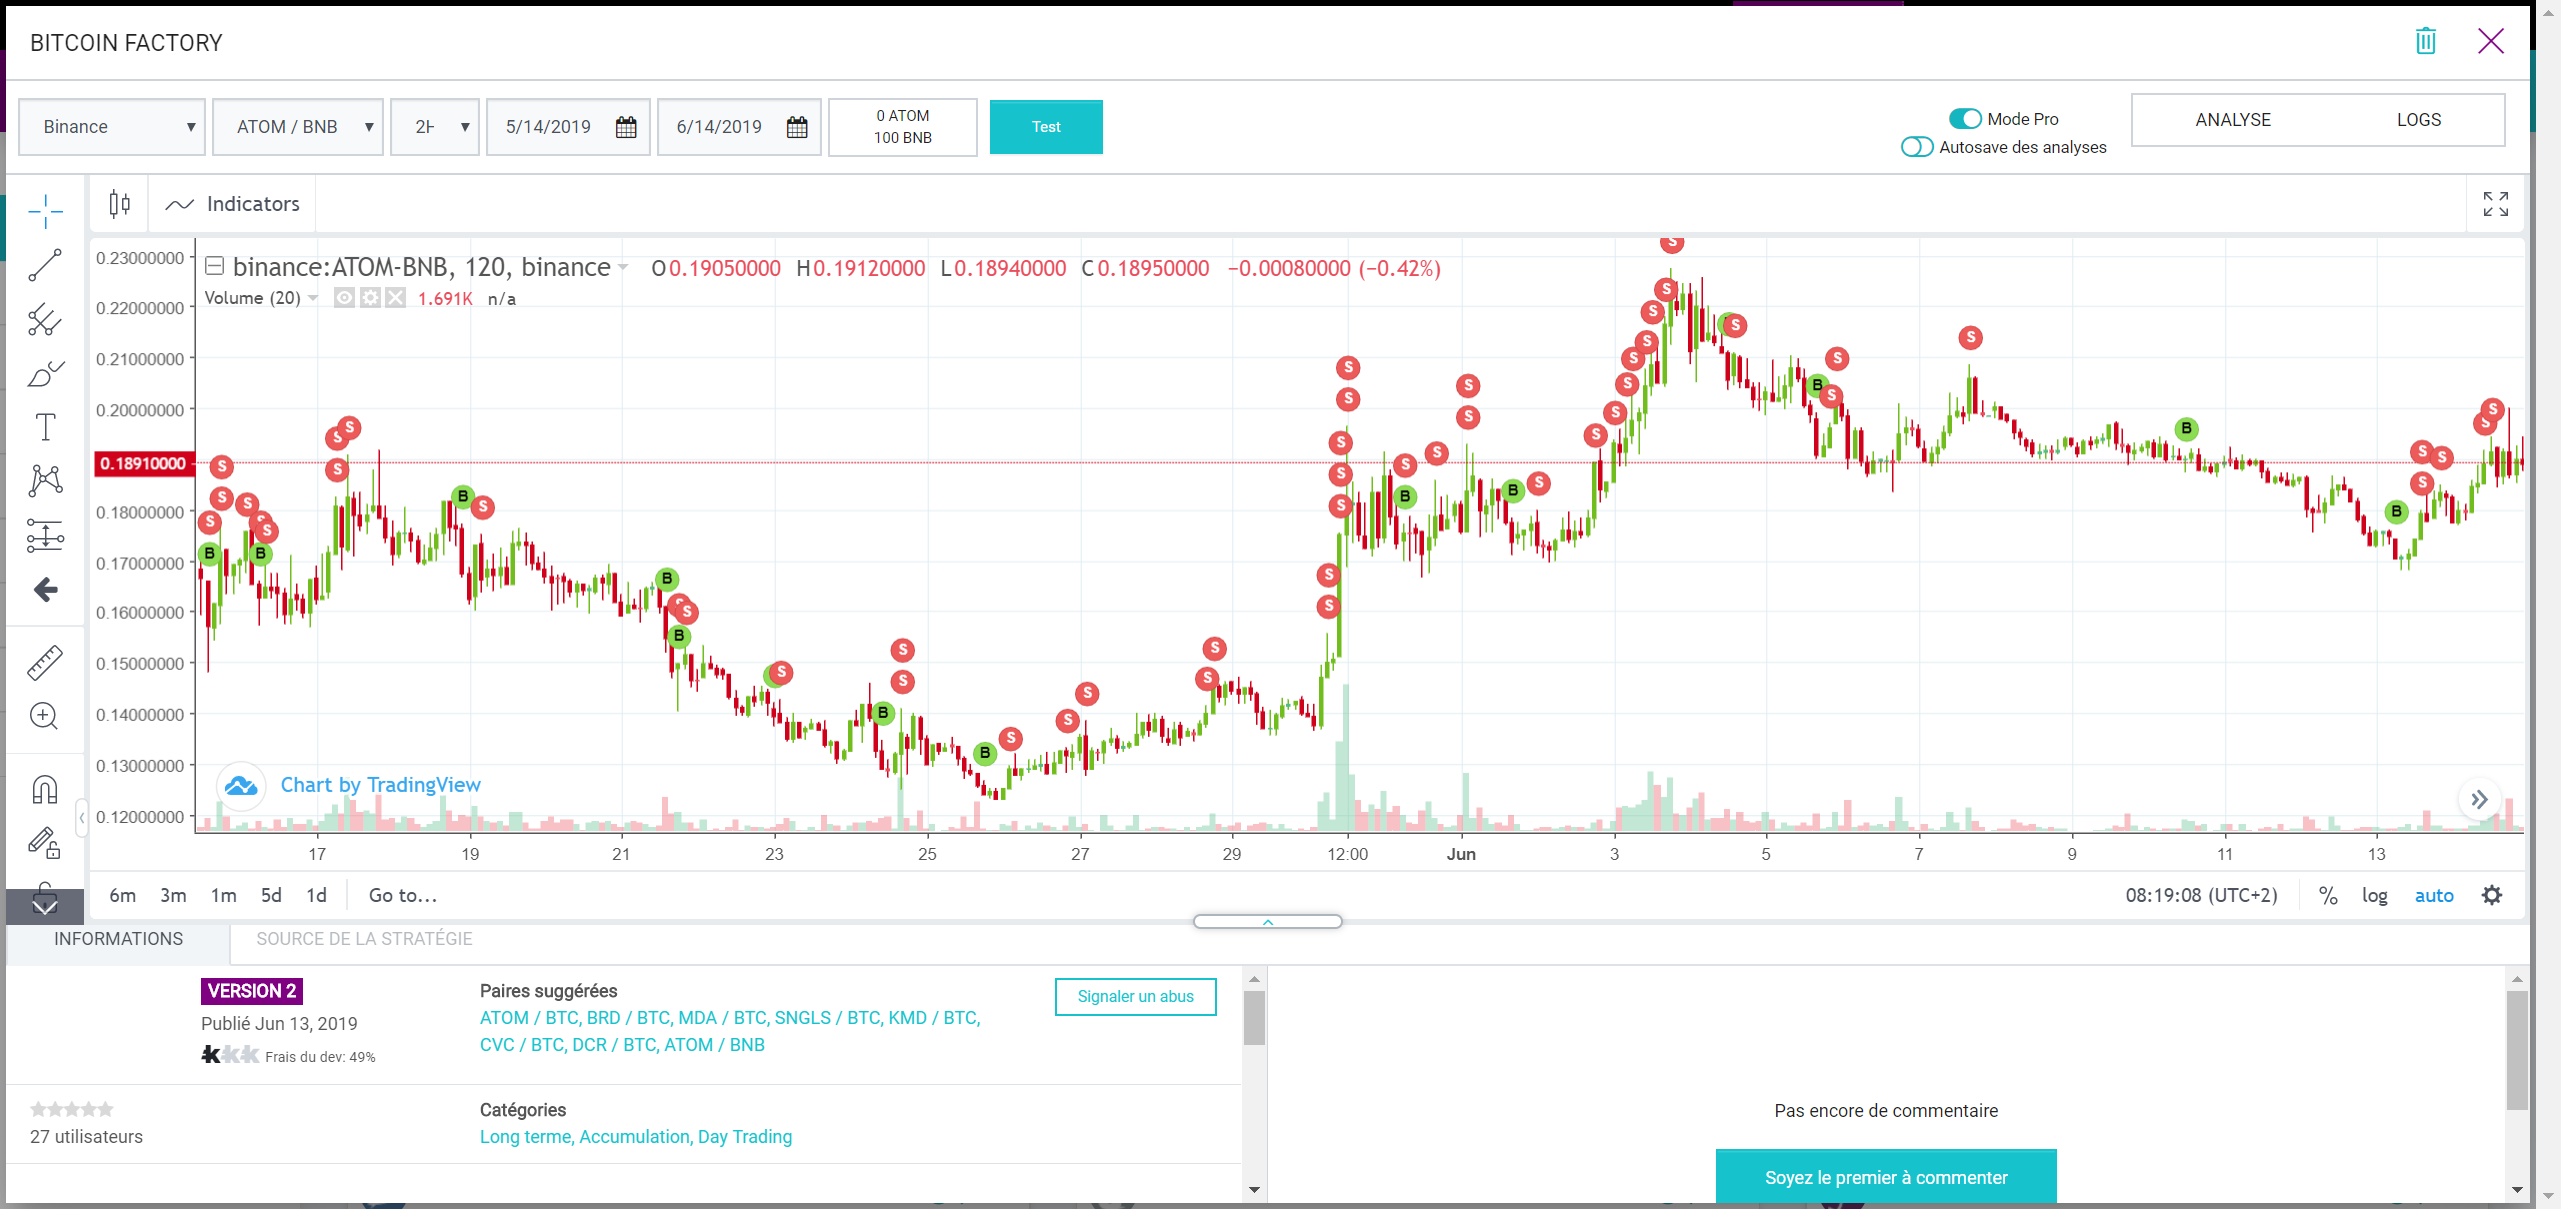 BITCOIN FACTORY
Binance
ATOM / BNB
5/14/2019
6/14/2019
0 ATOM
100 BNB
Test
Mode Pro
Autosave des analyses
ANALYSE
LOGS
Indicators
binance:ATOM-BNB, 120, binance O0.19050000 H0.19120000 L0.18940000 C0.18950000 −0.00080000 (−0.42%)
Volume (20) 1.691K n/a
0.23000000
0.22000000
0.21000000
0.20000000
0.18910000
0.18000000
0.17000000
0.16000000
0.15000000
0.14000000
0.13000000
0.12000000
Chart by TradingView
17 19 21 23 25 27 29 12:00 Jun 3 5 7 9 11 13
6m 3m 1m 5d 1d Go to...
08:19:08 (UTC+2) % log auto
INFORMATIONS
SOURCE DE LA STRATÉGIE
VERSION 2
Publié Jun 13, 2019
Frais du dev: 49%
Paires suggérées
ATOM / BTC, BRD / BTC, MDA / BTC, SNGLS / BTC, KMD / BTC,
CVC / BTC, DCR / BTC, ATOM / BNB
Signaler un abus
27 utilisateurs
Catégories
Long terme, Accumulation, Day Trading
Pas encore de commentaire
Soyez le premier à commenter